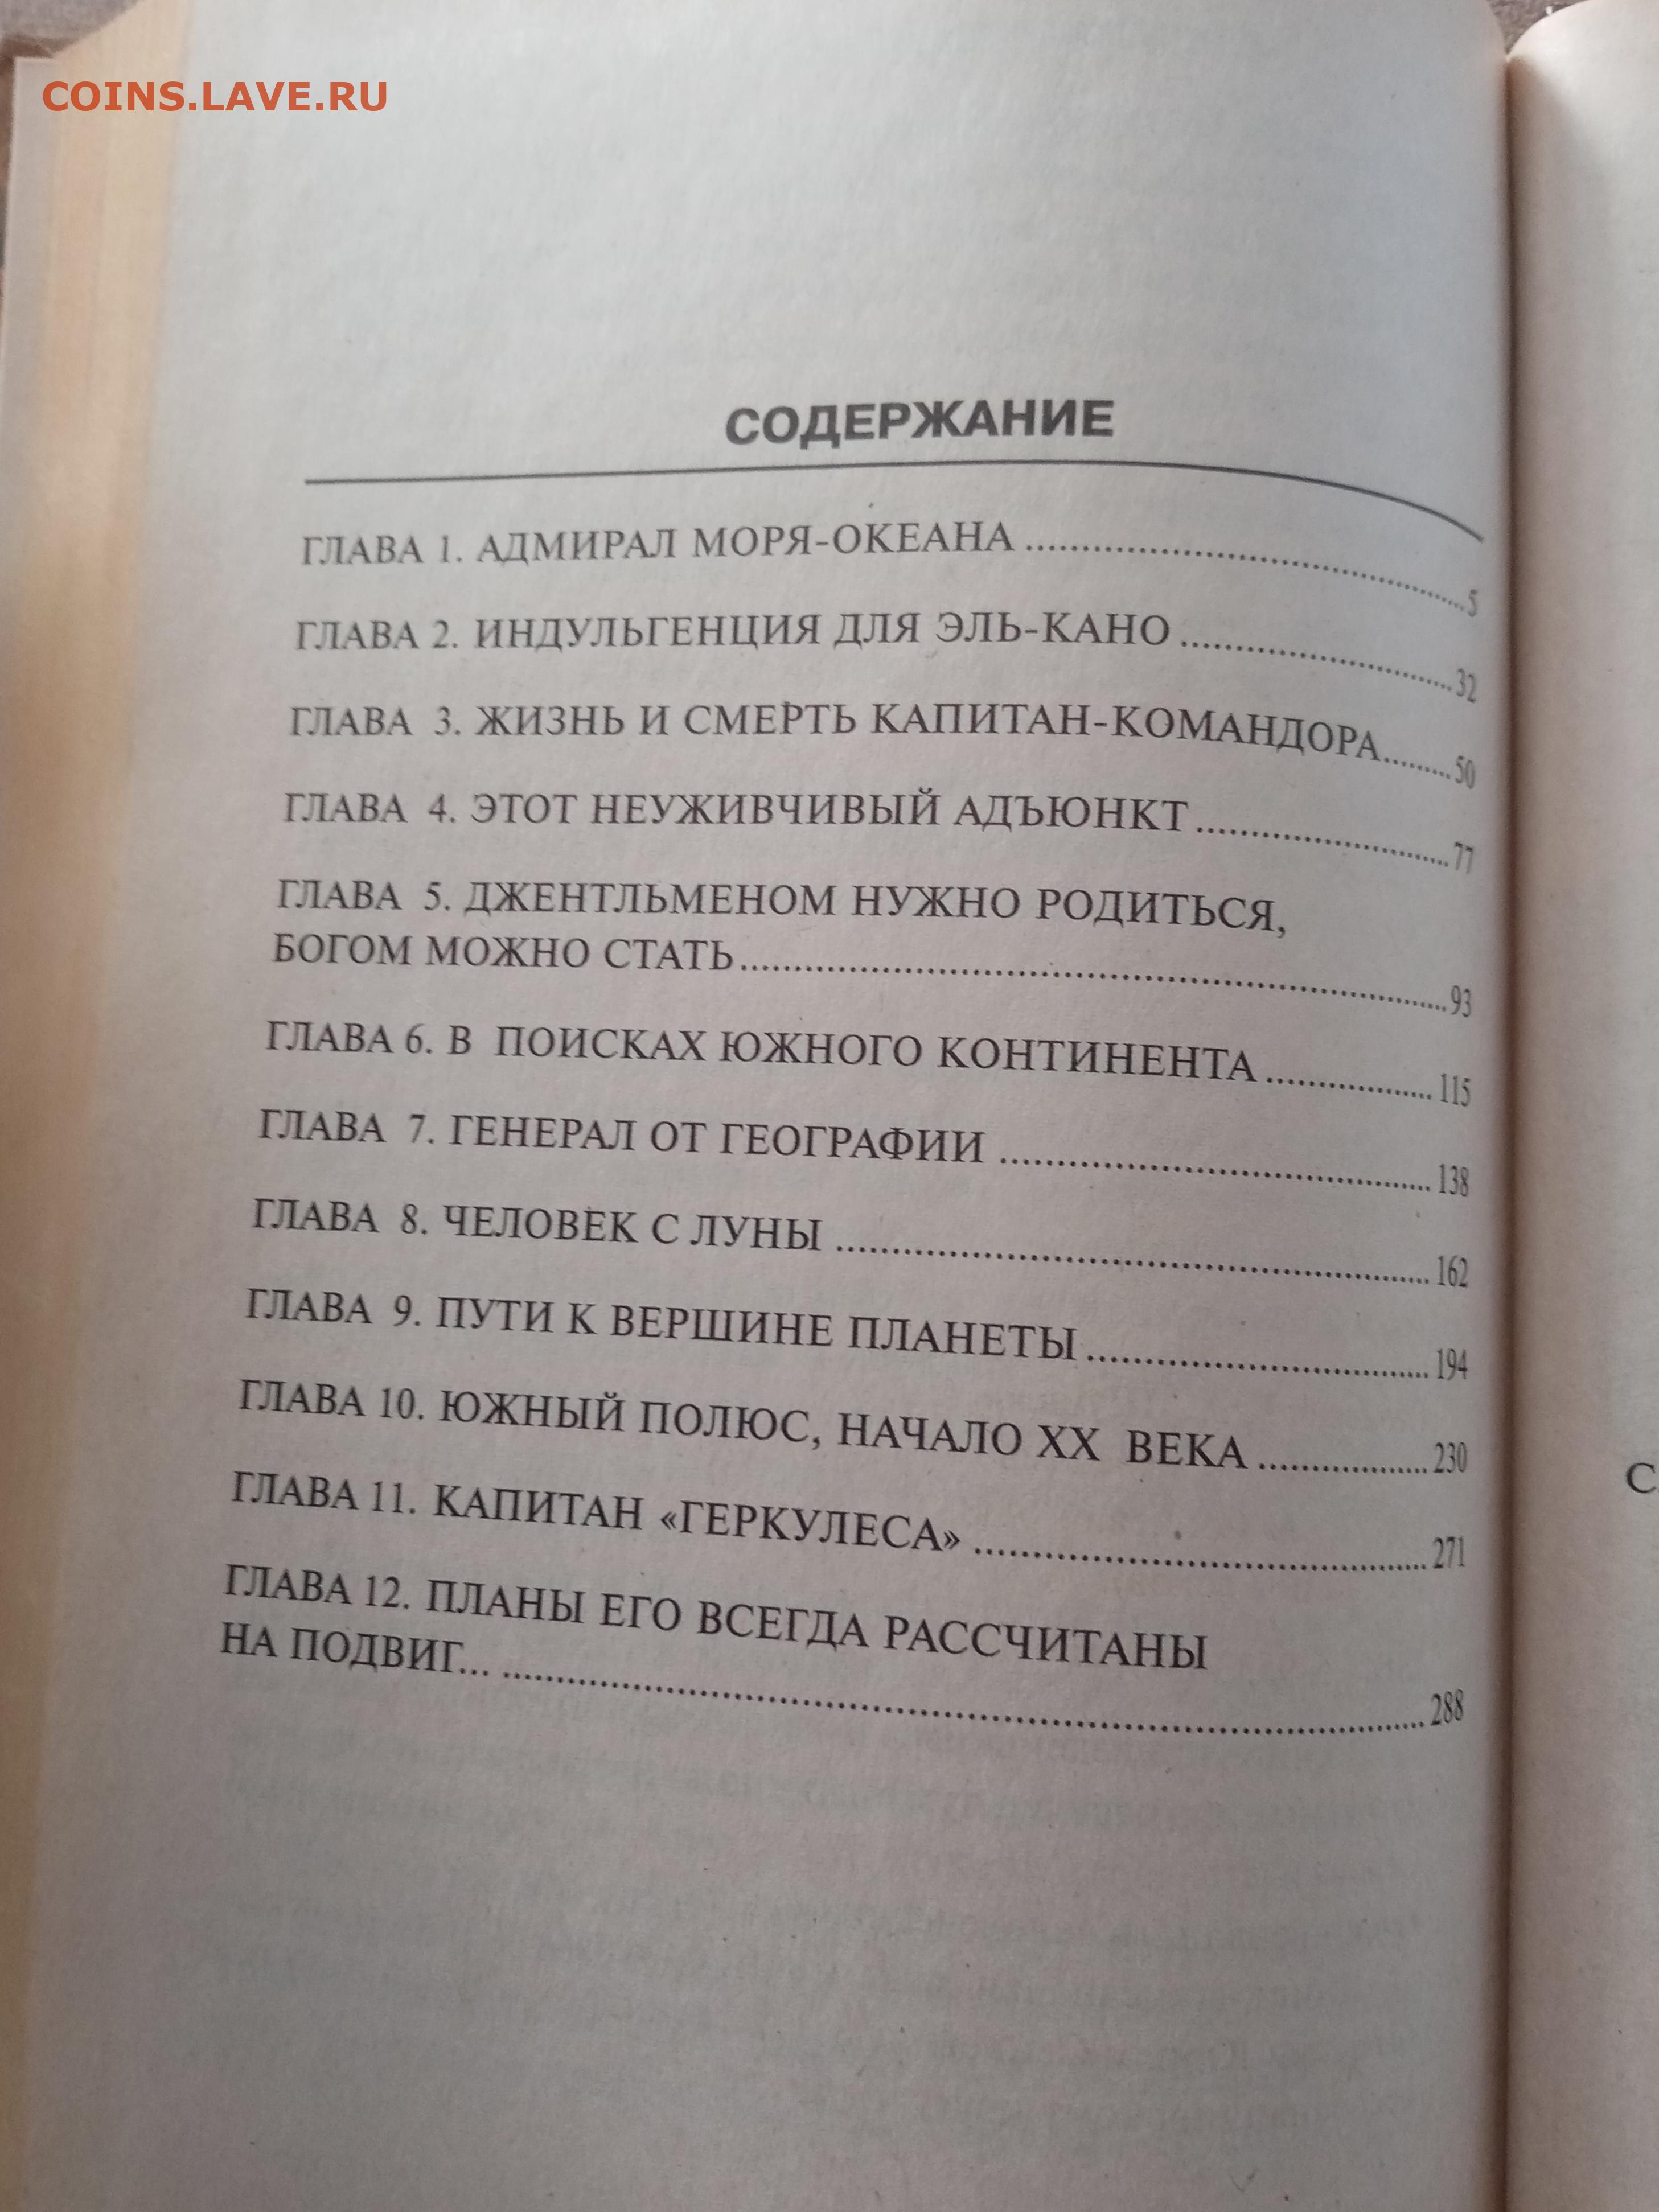 COINS.LAVE.RU
СОДЕРЖАНИЕ
ГЛАВА 1. АДМИРАЛ МОРЯ-ОКЕАНА ........ 5
ГЛАВА 2. ИНДУЛЬГЕНЦИЯ ДЛЯ ЭЛЬ-КАНО ........ 32
ГЛАВА 3. ЖИЗНЬ И СМЕРТЬ КАПИТАН-КОМАНДОРА ........ 50
ГЛАВА 4. ЭТОТ НЕУЖИВЧИВЫЙ АДЪЮНКТ ........ 77
ГЛАВА 5. ДЖЕНТЛЬМЕНОМ НУЖНО РОДИТЬСЯ,
БОГОМ МОЖНО СТАТЬ ........ 93
ГЛАВА 6. В ПОИСКАХ ЮЖНОГО КОНТИНЕНТА ........ 115
ГЛАВА 7. ГЕНЕРАЛ ОТ ГЕОГРАФИИ ........ 138
ГЛАВА 8. ЧЕЛОВЕК С ЛУНЫ ........ 162
ГЛАВА 9. ПУТИ К ВЕРШИНЕ ПЛАНЕТЫ ........ 194
ГЛАВА 10. ЮЖНЫЙ ПОЛЮС, НАЧАЛО XX ВЕКА ........ 230
ГЛАВА 11. КАПИТАН «ГЕРКУЛЕСА» ........ 271
ГЛАВА 12. ПЛАНЫ ЕГО ВСЕГДА РАССЧИТАНЫ
НА ПОДВИГ... ........ 288